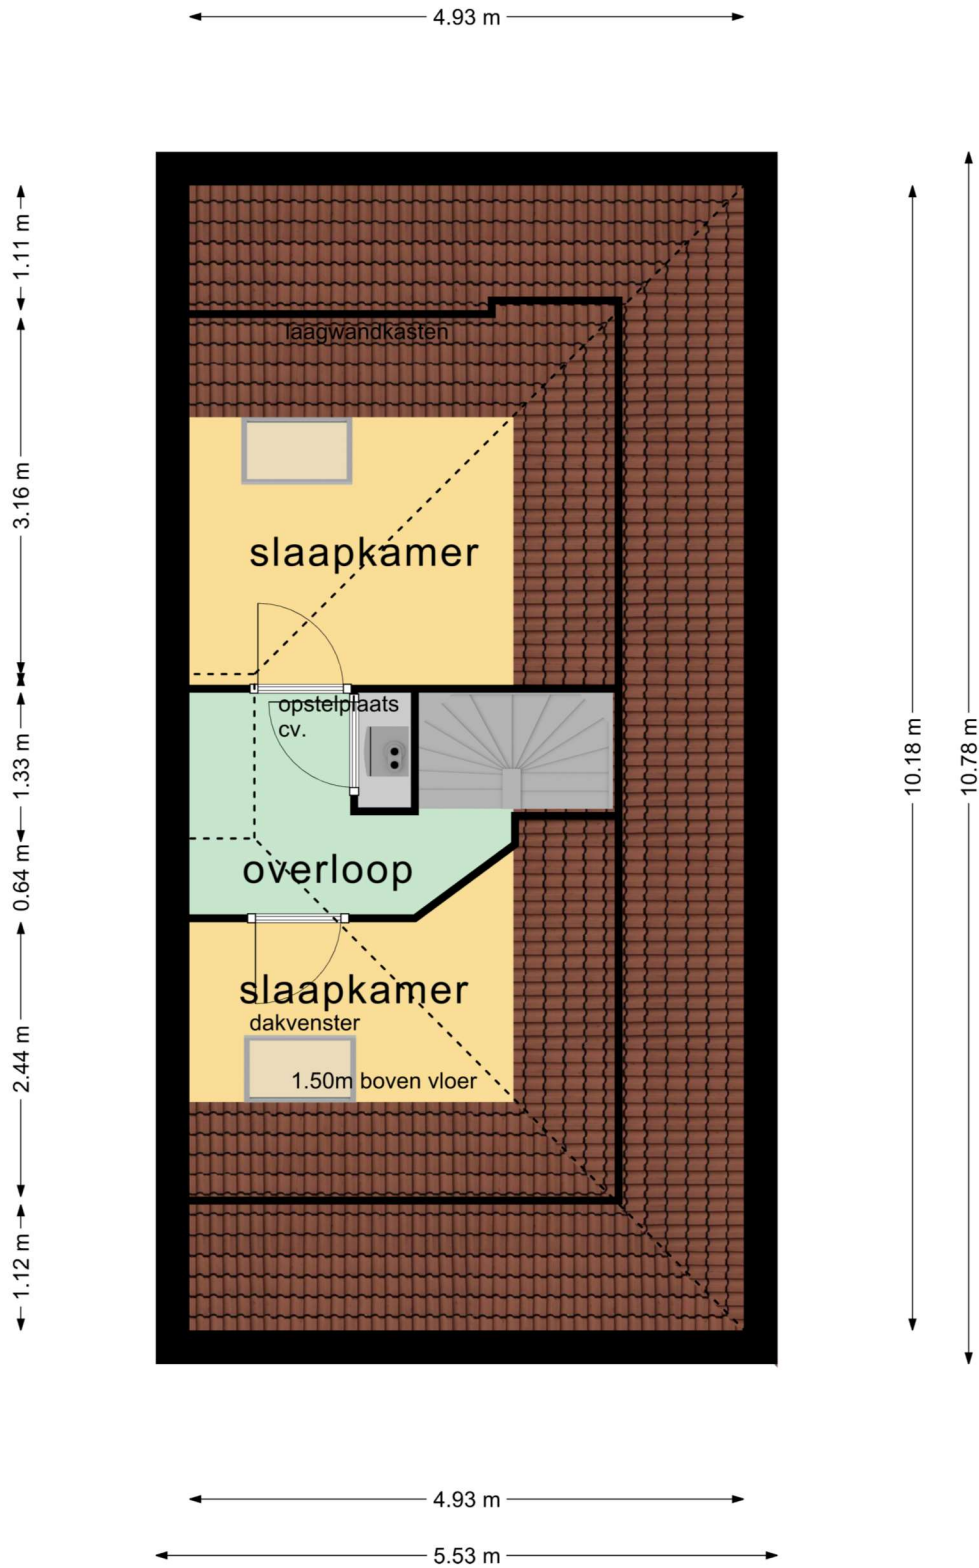 4.93 m
1.11 m
laagwandkasten
3.16 m
slaapkamer
opstelplaats
cv.
1.33 m
10.18 m
10.78 m
0.64 m
overloop
slaapkamer
dakvenster
2.44 m
1.50m boven vloer
1.12 m
4.93 m
5.53 m